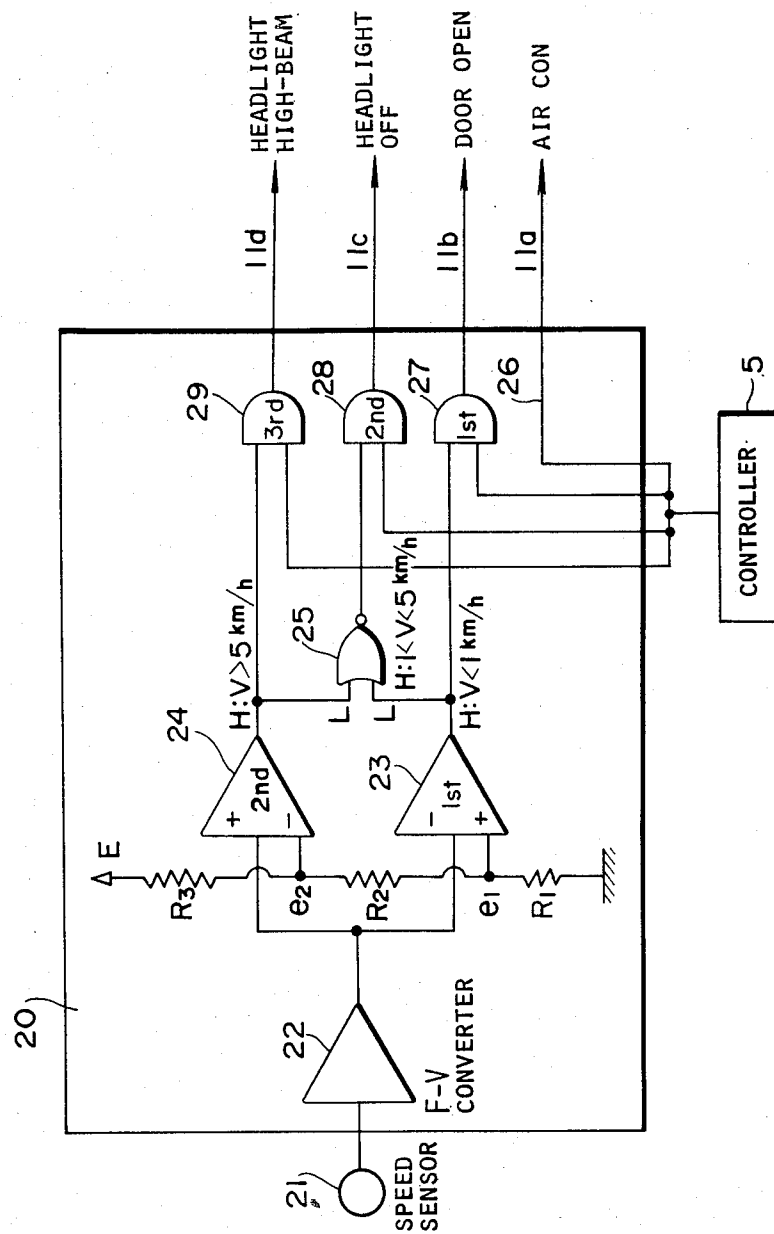 20
21
SPEED
SENSOR
22
F-V
CONVERTER
E
R3
e2
R2
e1
R1
24
+
2nd
-
23
-
1st
+
H:V>5 km/h
L
L
25
H:1<V<5 km/h
H:V<1 km/h
29
3rd
28
2nd
27
1st
26
11d
HEADLIGHT
HIGH-BEAM
11c
HEADLIGHT
OFF
11b
DOOR OPEN
11a
AIR CON
CONTROLLER
5